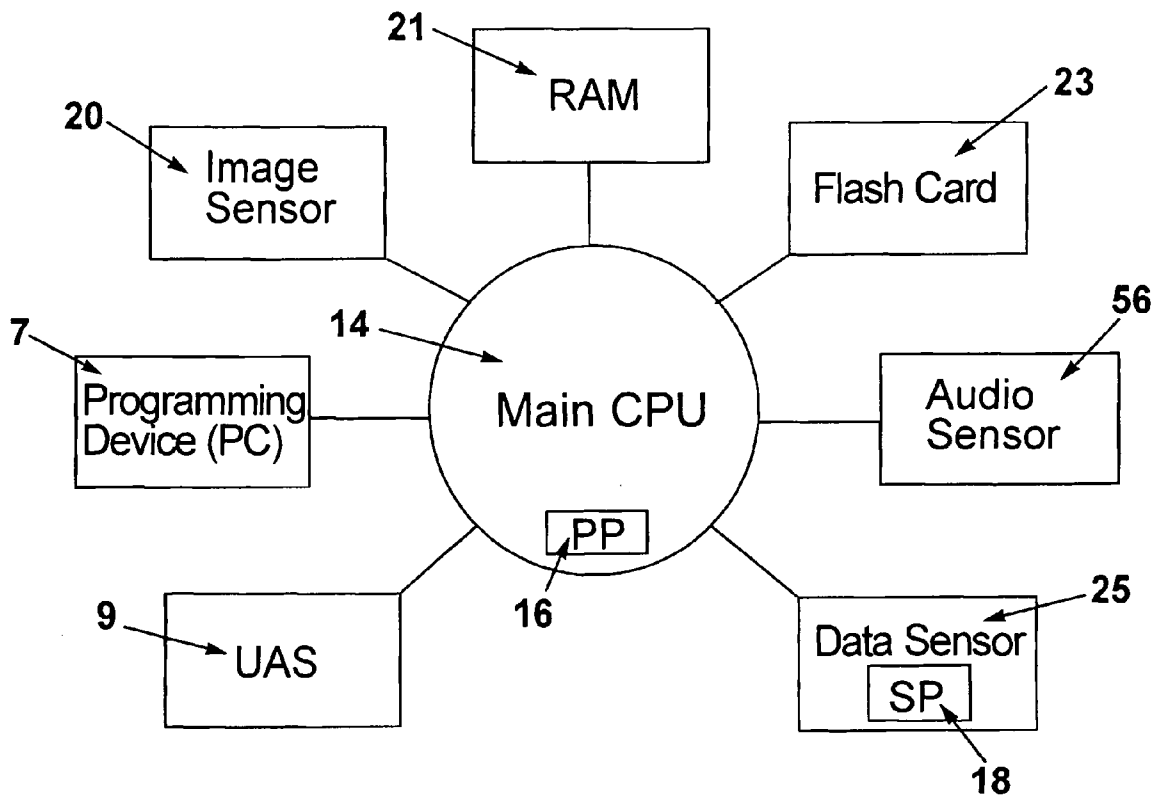 21
RAM
23
Flash Card
20
Image
Sensor
56
Audio
Sensor
7
Programming
Device (PC)
14
Main CPU
PP
16
9
UAS
25
Data Sensor
SP
18